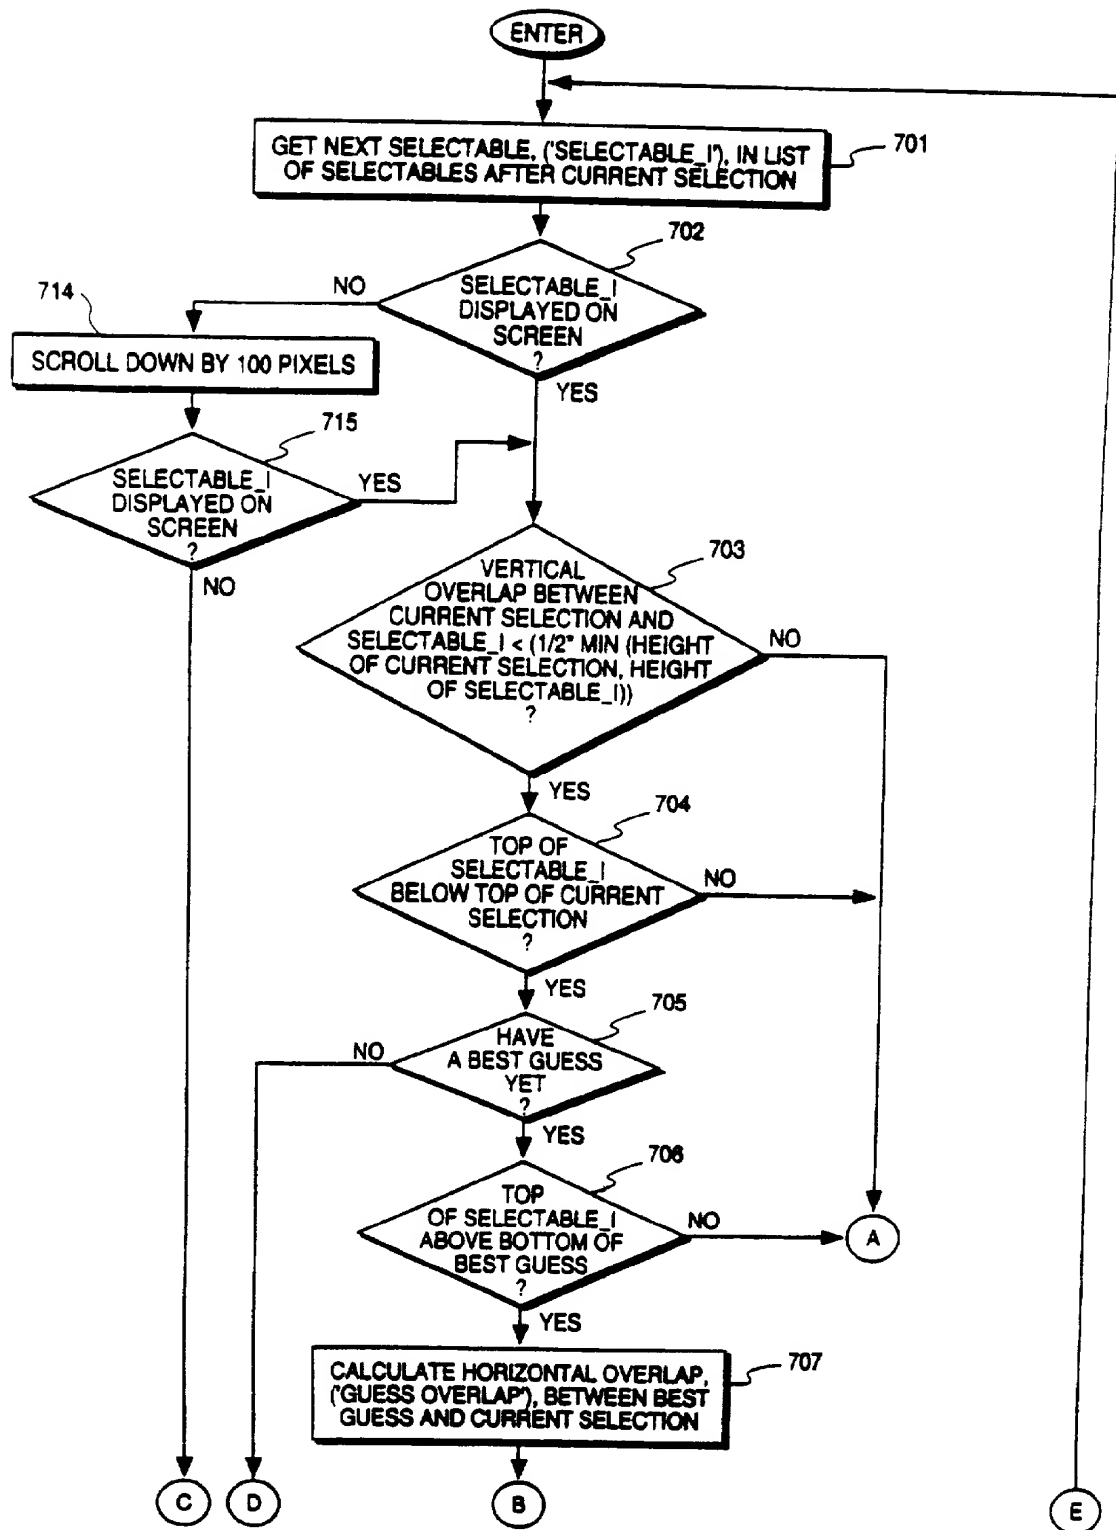 ENTER
GET NEXT SELECTABLE, ('SELECTABLE_I'), IN LIST
OF SELECTABLES AFTER CURRENT SELECTION
701
702
SELECTABLE_I
DISPLAYED ON
SCREEN
?
NO
YES
714
SCROLL DOWN BY 100 PIXELS
715
SELECTABLE_I
DISPLAYED ON
SCREEN
?
YES
NO
703
VERTICAL
OVERLAP BETWEEN
CURRENT SELECTION AND
SELECTABLE_I < (1/2* MIN (HEIGHT
OF CURRENT SELECTION, HEIGHT
OF SELECTABLE_I))
?
NO
YES
704
TOP OF
SELECTABLE_I
BELOW TOP OF CURRENT
SELECTION
?
NO
YES
705
HAVE
A BEST GUESS
YET
?
NO
YES
706
TOP
OF SELECTABLE_I
ABOVE BOTTOM OF
BEST GUESS
?
NO
A
YES
707
CALCULATE HORIZONTAL OVERLAP,
('GUESS OVERLAP'), BETWEEN BEST
GUESS AND CURRENT SELECTION
C
D
B
E